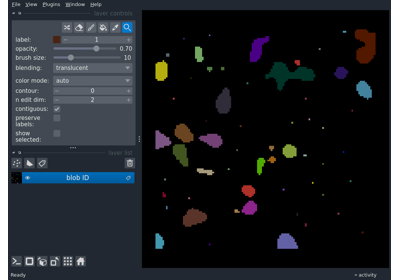 File View Plugins Window Help
layer controls
label: 1
opacity: 0.70
brush size: 10
blending: translucent
color mode: auto
contour: 0
n edit dim: 2
contiguous:
preserve
labels:
show
selected:
layer list
blob ID
Ready
activity